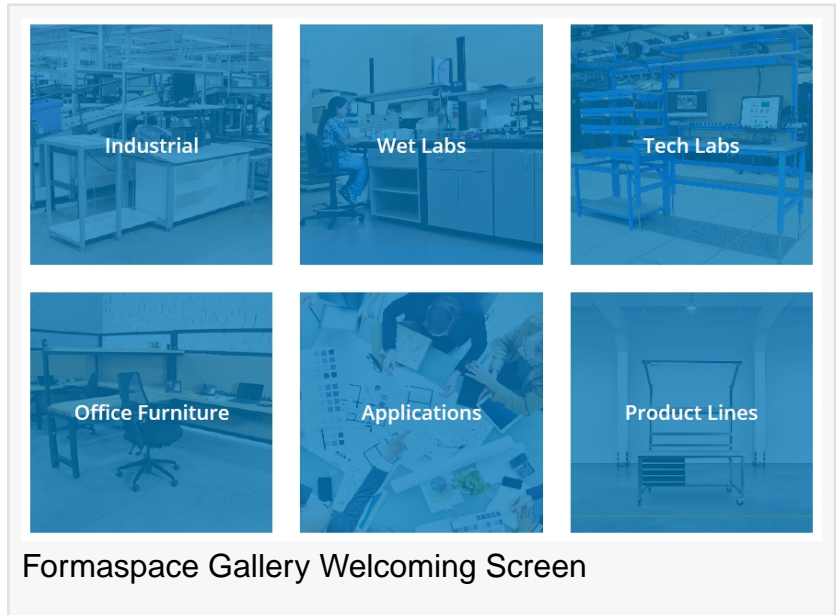 Industrial
Wet Labs
Tech Labs
Office Furniture
Applications
Product Lines
Formaspace Gallery Welcoming Screen